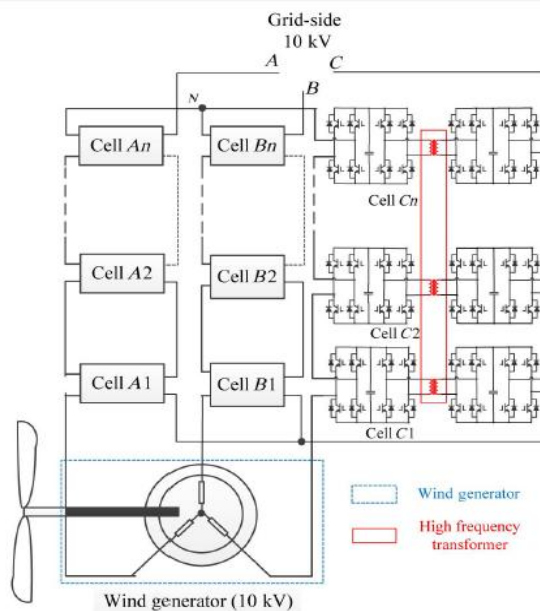 Grid-side
10 kV
A
C
B
N
Cell An
Cell Bn
Cell Cn
Cell A2
Cell B2
Cell C2
Cell A1
Cell B1
Cell C1
Wind generator
High frequency
transformer
Wind generator (10 kV)